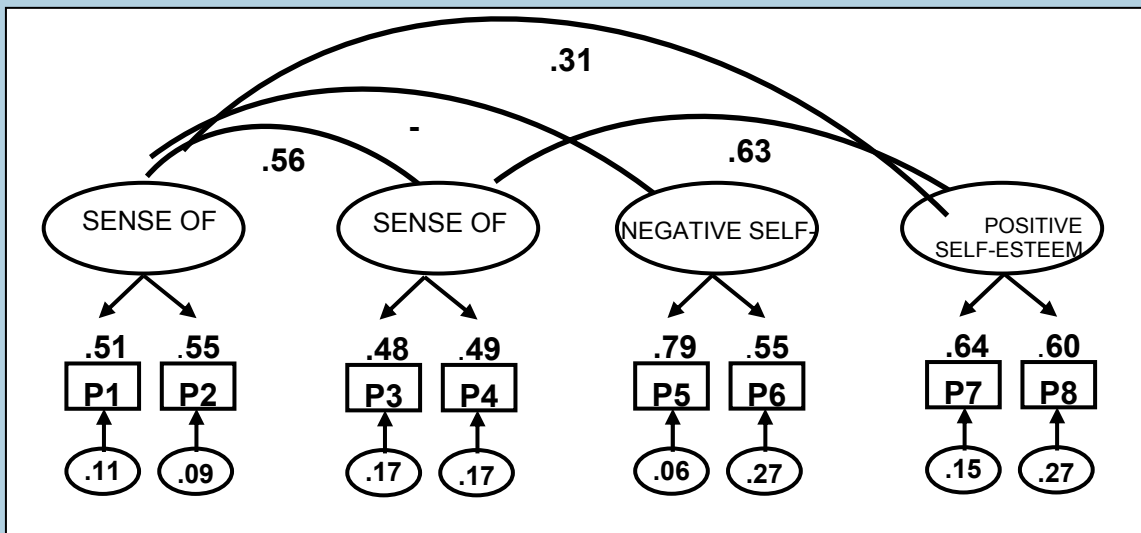 .31
-
.56
.63
SENSE OF
SENSE OF
NEGATIVE SELF-
POSITIVE
SELF-ESTEEM
.51 .55 .48 .49 .79 .55 .64 .60
P1 P2 P3 P4 P5 P6 P7 P8
.11 .09 .17 .17 .06 .27 .15 .27